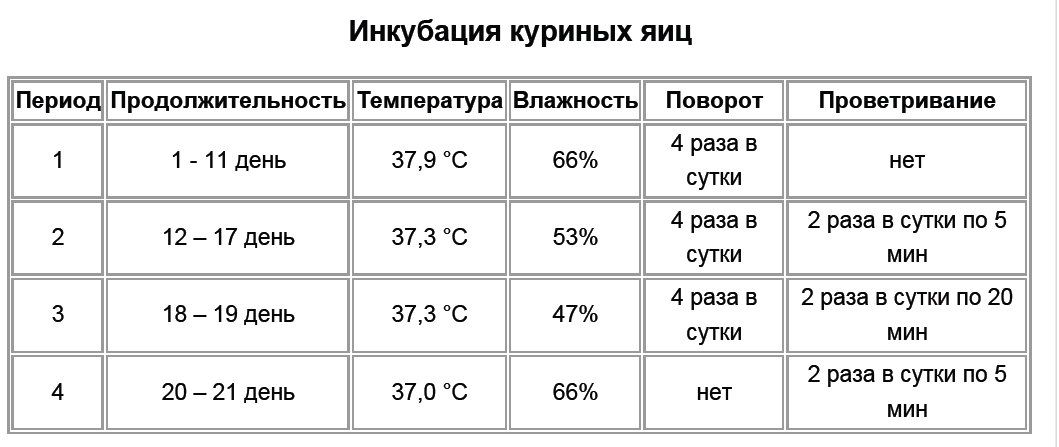 Инкубация куриных яиц
Период Продолжительность Температура Влажность Поворот Проветривание
1 1 - 11 день 37,9 °C 66% 4 раза в сутки нет
2 12 – 17 день 37,3 °C 53% 4 раза в сутки 2 раза в сутки по 5 мин
3 18 – 19 день 37,3 °C 47% 4 раза в сутки 2 раза в сутки по 20 мин
4 20 – 21 день 37,0 °C 66% нет 2 раза в сутки по 5 мин